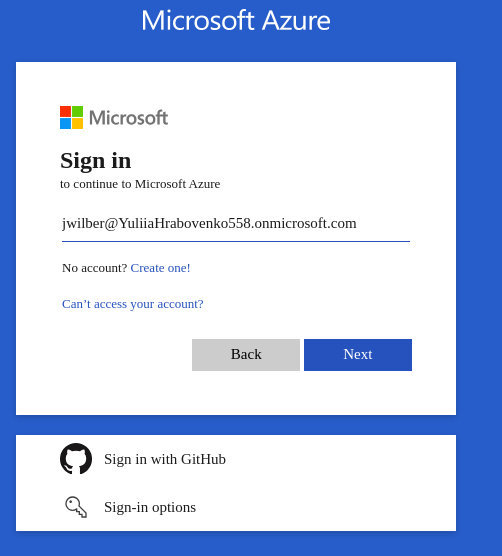 Microsoft Azure
Microsoft
Sign in
to continue to Microsoft Azure
jwilber@YuliiaHrabovenko558.onmicrosoft.com
No account? Create one!
Can’t access your account?
Back Next
Sign in with GitHub
Sign-in options